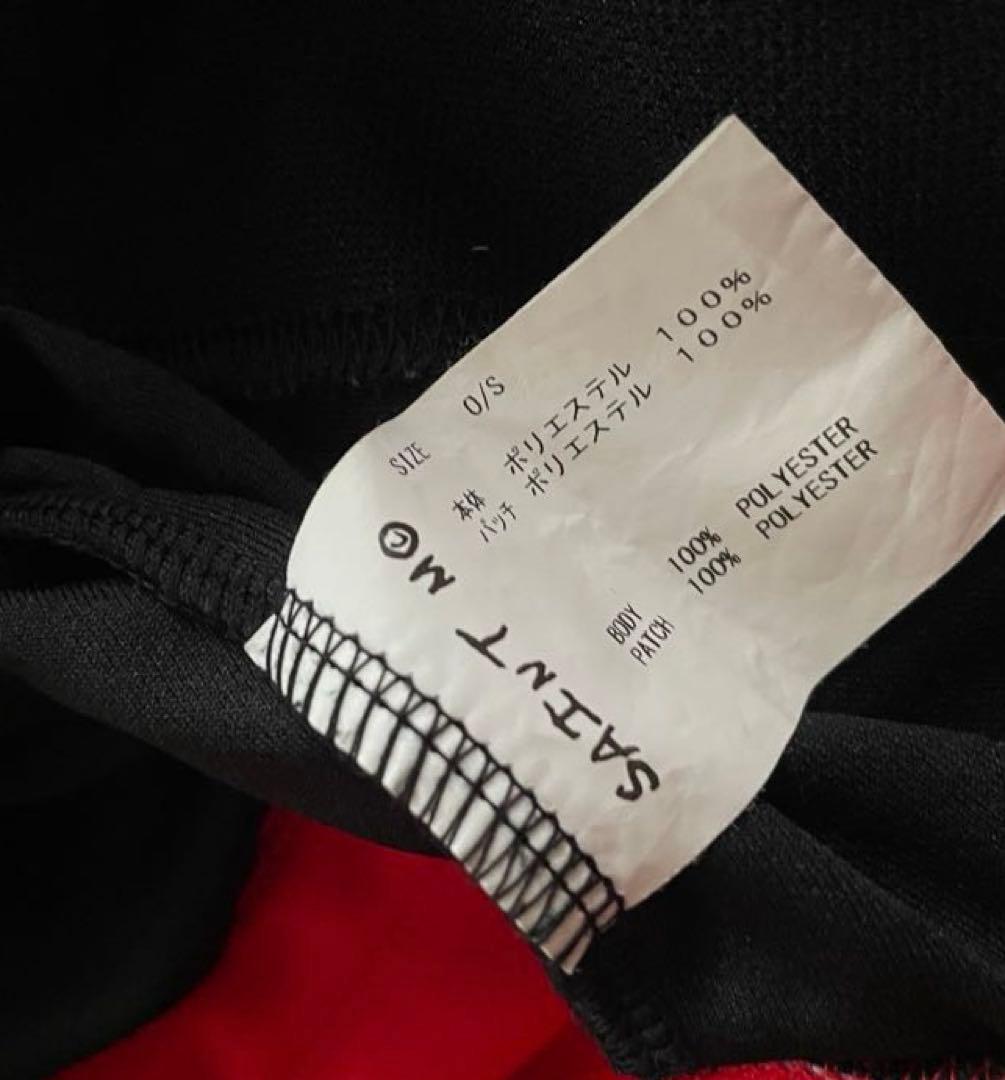 SAINT M
SIZE O/S
本体 ポリエステル 100%
パッチ ポリエステル 100%
BODY 100% POLYESTER
PATCH 100% POLYESTER